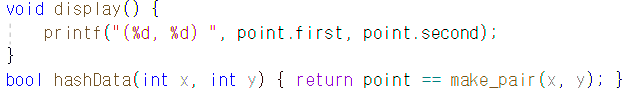 void display() {
    printf("(%d, %d) ", point.first, point.second);
}
bool hashData(int x, int y) { return point == make_pair(x, y); }